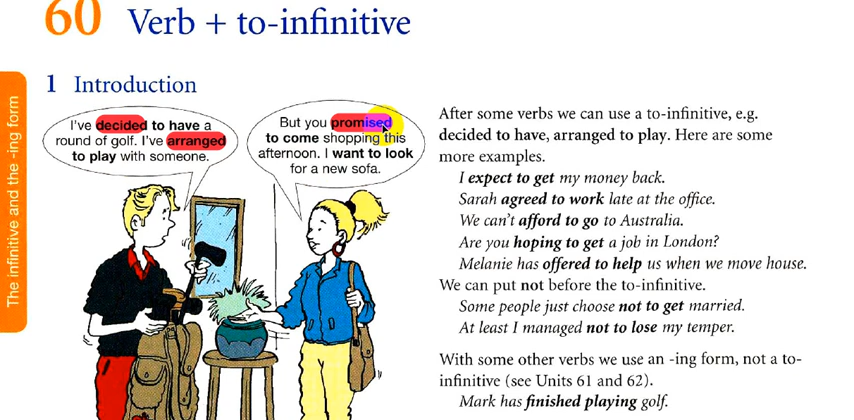 60 Verb + to-infinitive
1 Introduction
The infinitive and the -ing form
I've decided to have a
round of golf. I've arranged
to play with someone.
But you promised
to come shopping this
afternoon. I want to look
for a new sofa.
After some verbs we can use a to-infinitive, e.g.
decided to have, arranged to play. Here are some
more examples.
I expect to get my money back.
Sarah agreed to work late at the office.
We can't afford to go to Australia.
Are you hoping to get a job in London?
Melanie has offered to help us when we move house.
We can put not before the to-infinitive.
Some people just choose not to get married.
At least I managed not to lose my temper.
With some other verbs we use an -ing form, not a to-
infinitive (see Units 61 and 62).
Mark has finished playing golf.